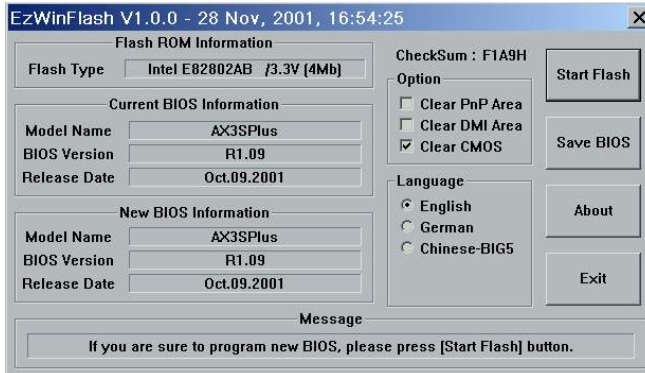 EzWinFlash V1.0.0 - 28 Nov, 2001, 16:54:25
Flash ROM Information
Flash Type Intel E82802AB /3.3V (4Mb)
Current BIOS Information
Model Name AX3SPlus
BIOS Version R1.09
Release Date Oct.09.2001
New BIOS Information
Model Name AX3SPlus
BIOS Version R1.09
Release Date Oct.09.2001
CheckSum : F1A9H
Option
Clear PnP Area
Clear DMI Area
Clear CMOS
Language
English
German
Chinese-BIG5
Start Flash
Save BIOS
About
Exit
Message
If you are sure to program new BIOS, please press [Start Flash] button.